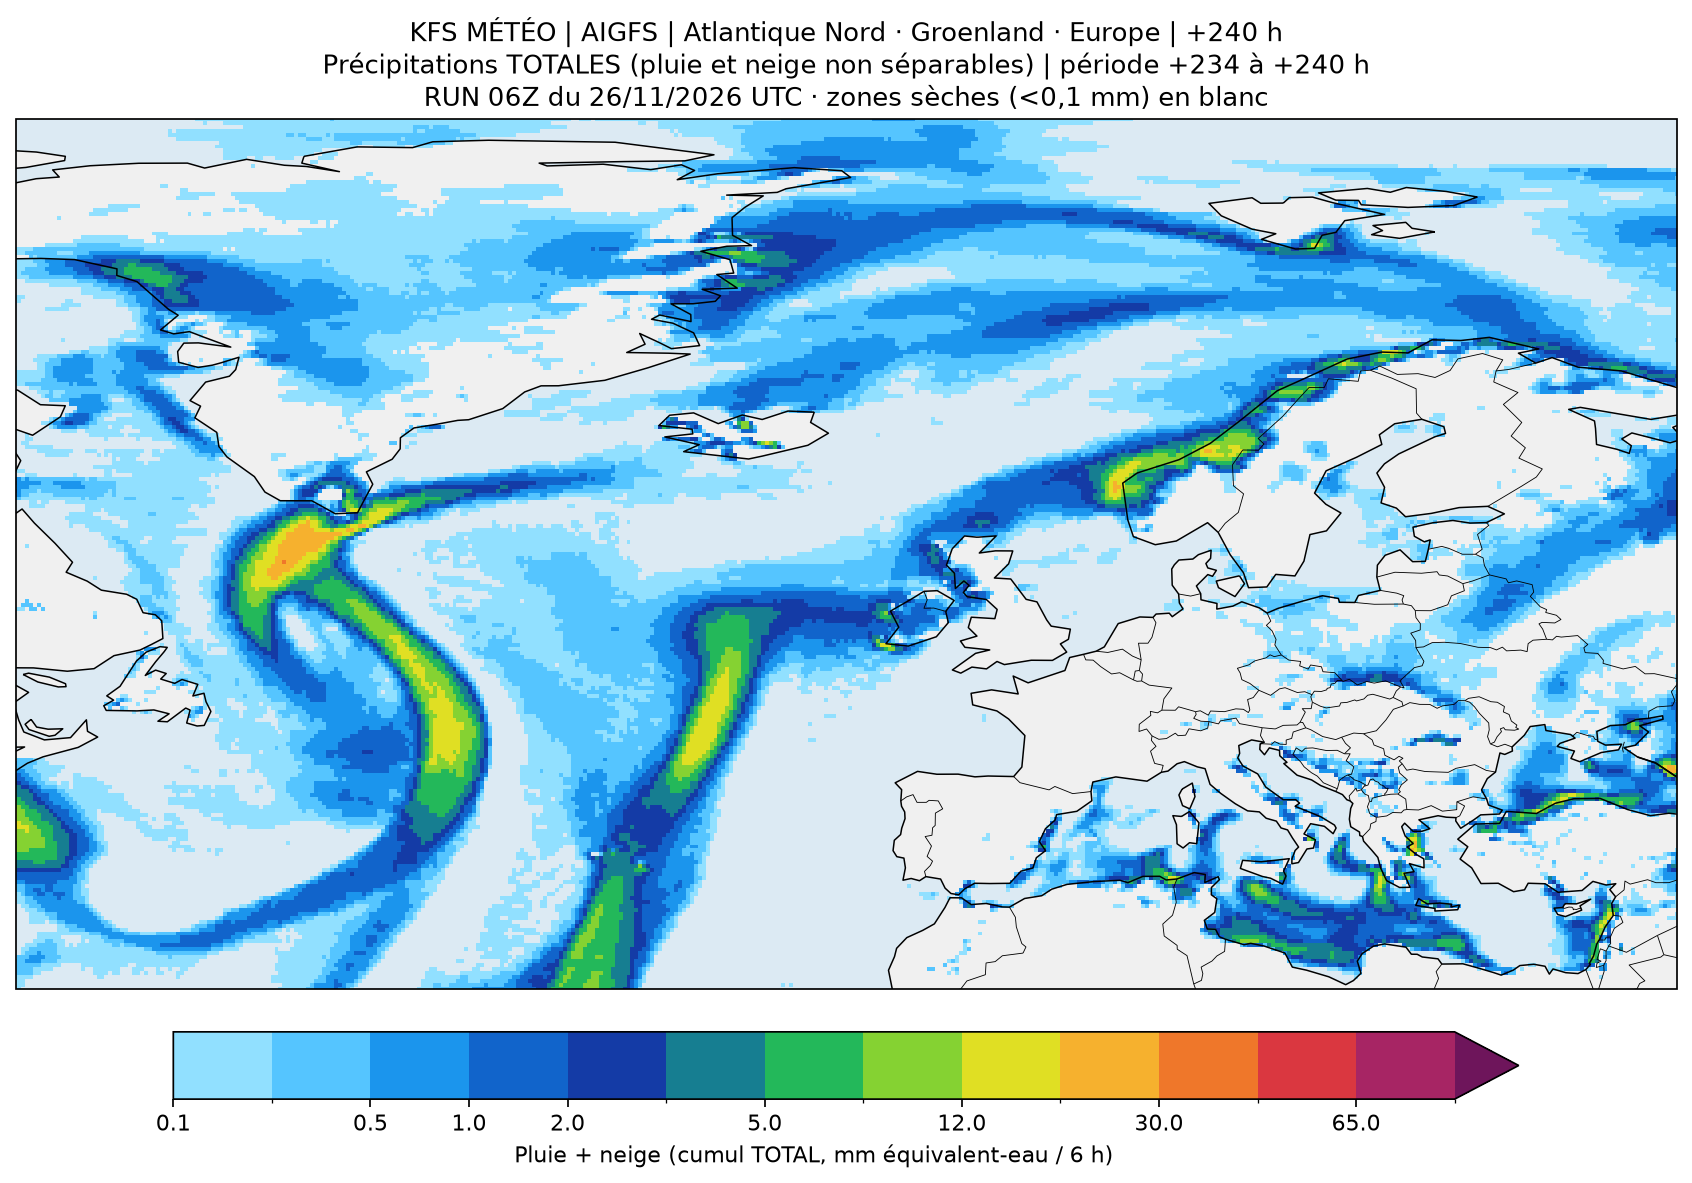 KFS MÉTÉO | AIGFS | Atlantique Nord · Groenland · Europe | +240 h
Précipitations TOTALES (pluie et neige non séparables) | période +234 à +240 h
RUN 06Z du 26/11/2026 UTC · zones sèches (<0,1 mm) en blanc
0.1 0.5 1.0 2.0 5.0 12.0 30.0 65.0
Pluie + neige (cumul TOTAL, mm équivalent-eau / 6 h)